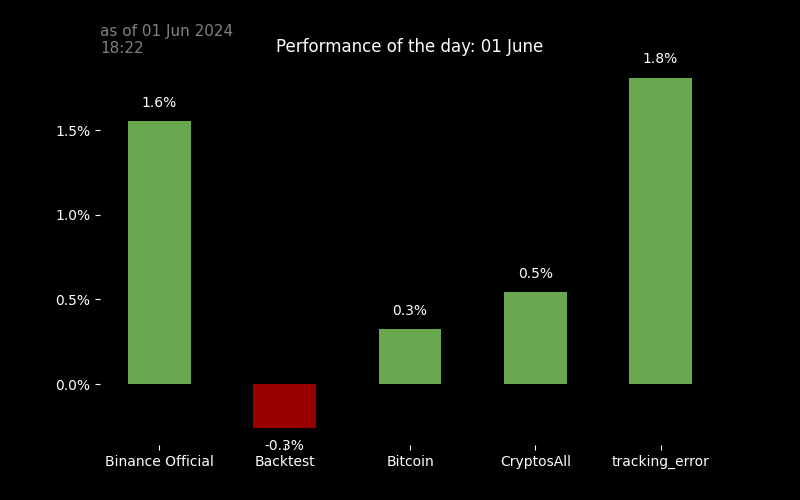 as of 01 Jun 2024
18:22
Performance of the day: 01 June
1.8%
1.6%
1.5%
1.0%
0.5%
0.5%
0.3%
0.0%
-0.3%
Binance Official
Backtest
Bitcoin
CryptosAll
tracking_error